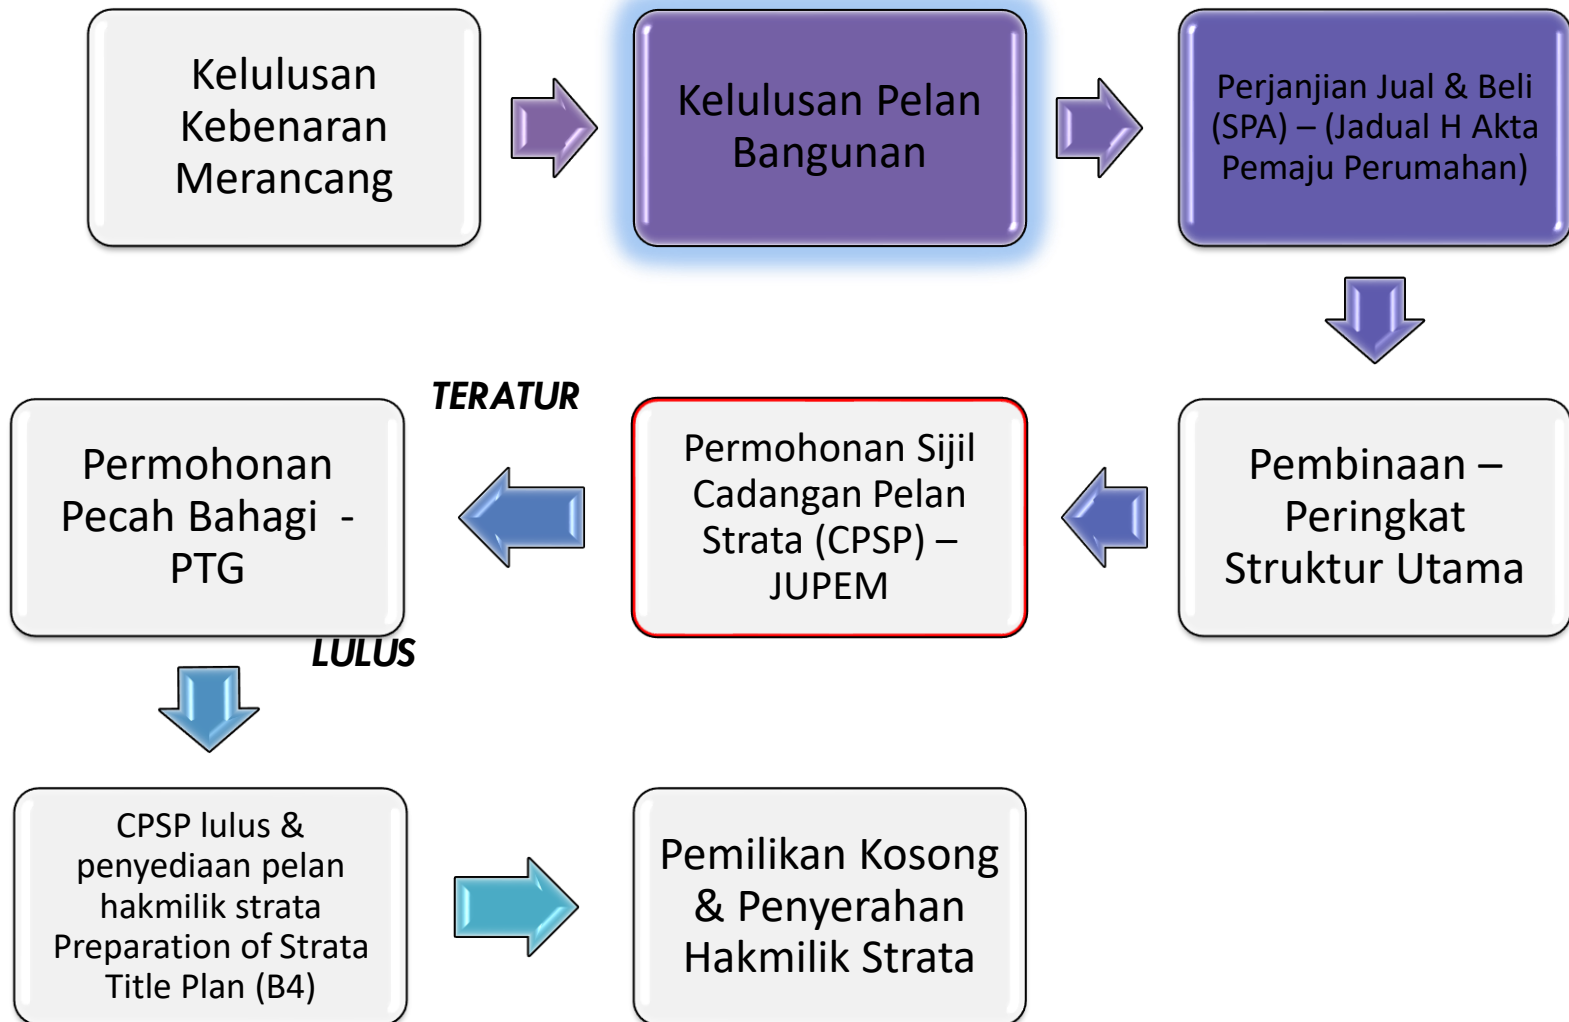 Kelulusan
Kebenaran
Merancang
Kelulusan Pelan
Bangunan
Perjanjian Jual & Beli
(SPA) – (Jadual H Akta
Pemaju Perumahan)
Pembinaan –
Peringkat
Struktur Utama
Permohonan Sijil
Cadangan Pelan
Strata (CPSP) –
JUPEM
TERATUR
Permohonan
Pecah Bahagi -
PTG
LULUS
CPSP lulus &
penyediaan pelan
hakmilik strata
Preparation of Strata
Title Plan (B4)
Pemilikan Kosong
& Penyerahan
Hakmilik Strata